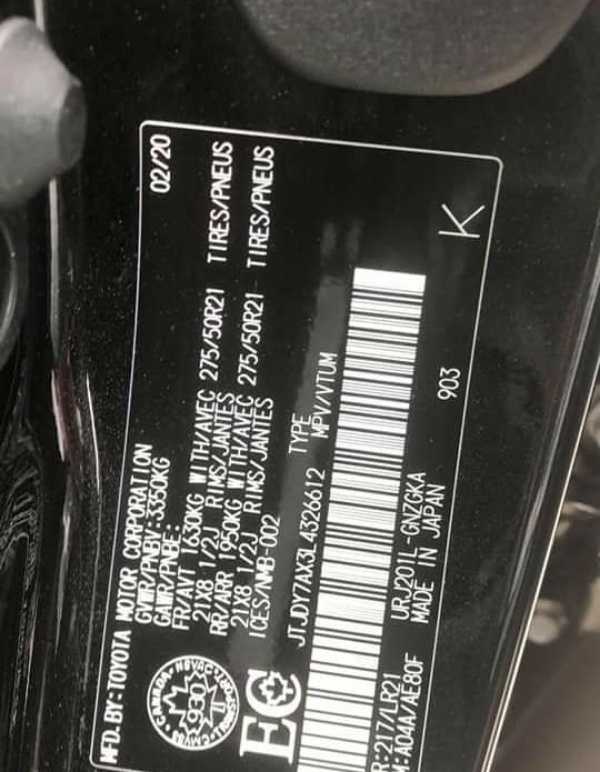 MFD. BY:TOYOTA MOTOR CORPORATION 02/20
GVWR/PNBV:3350KG
GAWR/PNBE:
FR/AVT 1630KG WITH/AVEC 275/50R21 TIRES/PNEUS
21X8 1/2J RIMS/JANTES
RR/ARR 1950KG WITH/AVEC 275/50R21 TIRES/PNEUS
21X8 1/2J RIMS/JANTES
ICES/NMB-002
CANADA
930
EC
TYPE
JTJDY7AX3L4326612 MPV/VTUM
R:217/LR21 URJ201L-GNZGKA 903 K
M:A04A/AE80F MADE IN JAPAN